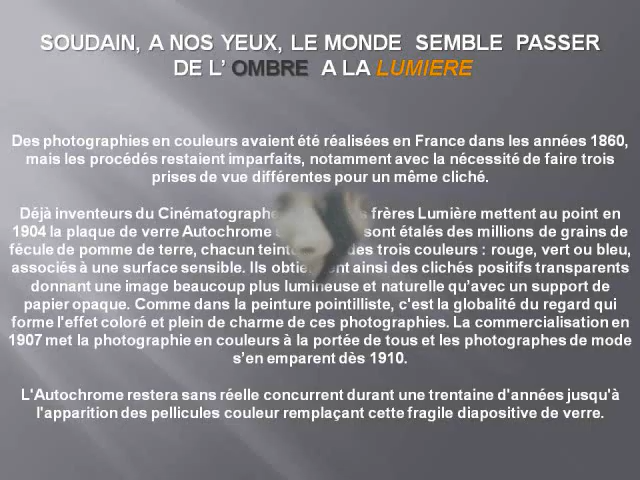 SOUDAIN, A NOS YEUX, LE MONDE SEMBLE PASSER
DE L' OMBRE A LA LUMIERE
Des photographies en couleurs avaient été réalisées en France dans les années 1860,
mais les procédés restaient imparfaits, notamment avec la nécessité de faire trois
prises de vue différentes pour un même cliché.
Déjà inventeurs du Cinématographe frères Lumière mettent au point en
1904 la plaque de verre Autochrome sont étalés des millions de grains de
fécule de pomme de terre, chacun des trois couleurs : rouge, vert ou bleu,
associés à une surface sensible. Ils obtiennent ainsi des clichés positifs transparents
donnant une image beaucoup plus lumineuse et naturelle qu’avec un support de
papier opaque. Comme dans la peinture pointilliste, c'est la globalité du regard qui
forme l'effet coloré et plein de charme de ces photographies. La commercialisation en
1907 met la photographie en couleurs à la portée de tous et les photographes de mode
s’en emparent dès 1910.
L'Autochrome restera sans réelle concurrent durant une trentaine d'années jusqu'à
l'apparition des pellicules couleur remplaçant cette fragile diapositive de verre.